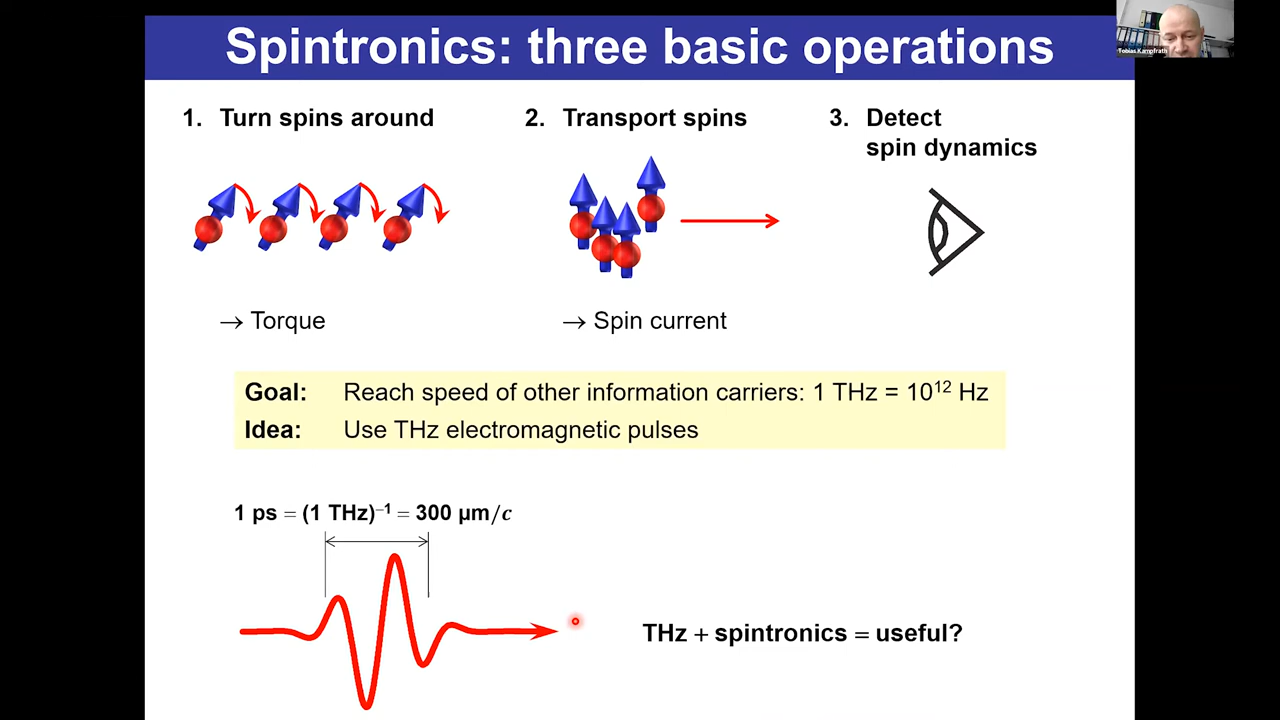 Spintronics: three basic operations
Tobias Kampfrath
1. Turn spins around
2. Transport spins
3. Detect
spin dynamics
→ Torque
→ Spin current
Goal: Reach speed of other information carriers: 1 THz = 10¹² Hz
Idea: Use THz electromagnetic pulses
1 ps = (1 THz)⁻¹ = 300 µm/c
THz + spintronics = useful?